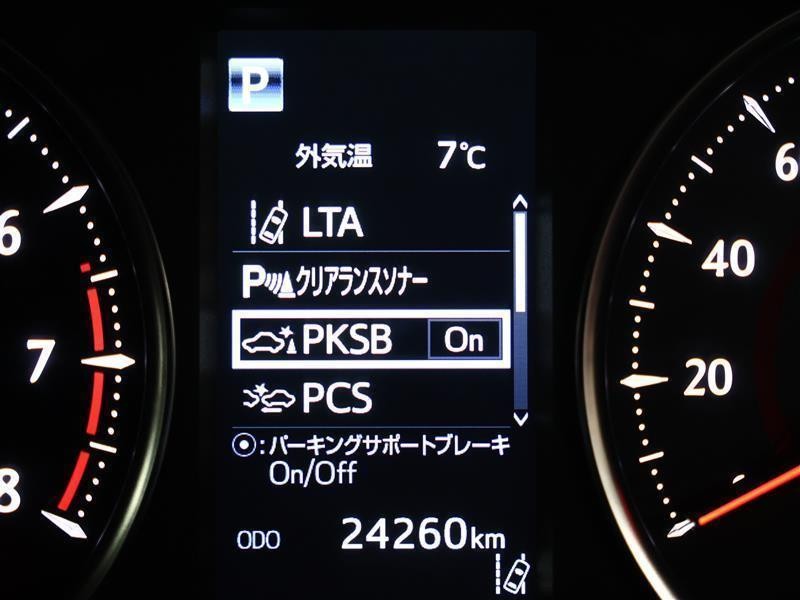 P
外気温 7℃
LTA
Pクリアランスソナー
PKSB On
PCS
:パーキングサポートブレーキ
On/Off
ODO 24260km
6
7
8
6
40
20